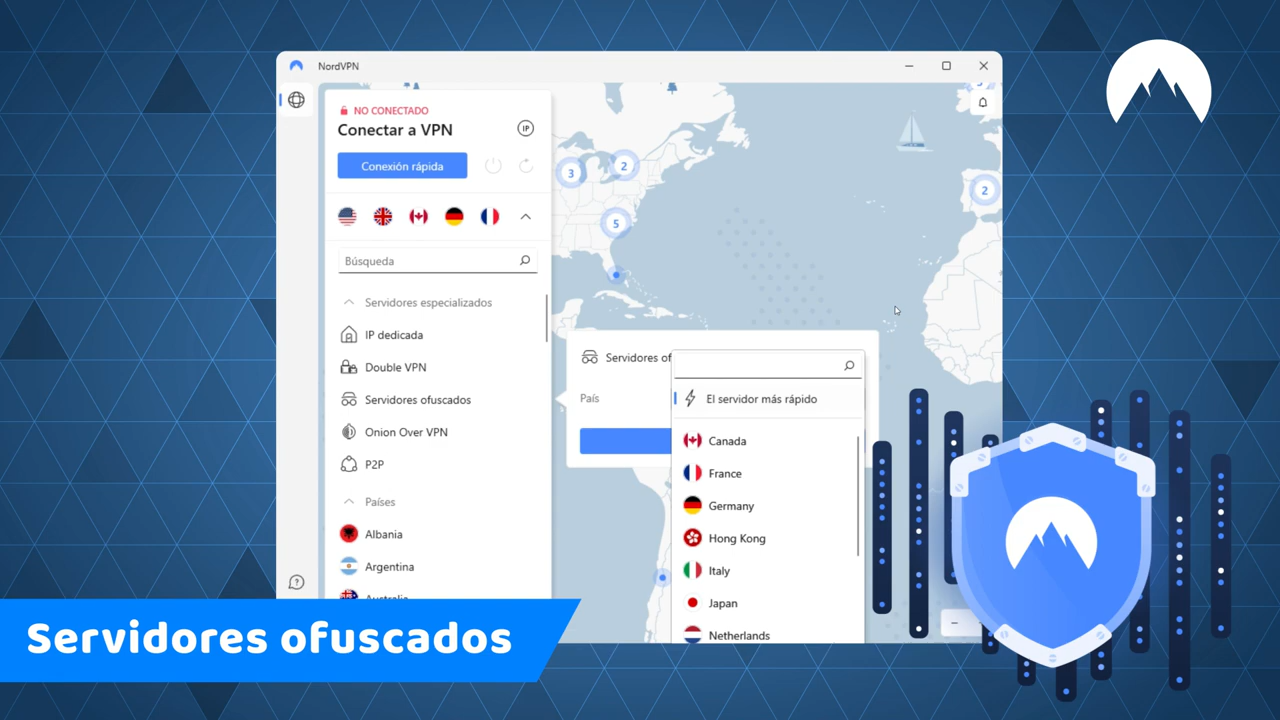 NordVPN
NO CONECTADO
Conectar a VPN
IP
Conexión rápida
Búsqueda
Servidores especializados
IP dedicada
Double VPN
Servidores ofuscados
Onion Over VPN
P2P
Países
Albania
Argentina
Australia
3
2
5
2
Servidores of
País
El servidor más rápido
Canada
France
Germany
Hong Kong
Italy
Japan
Netherlands
Servidores ofuscados